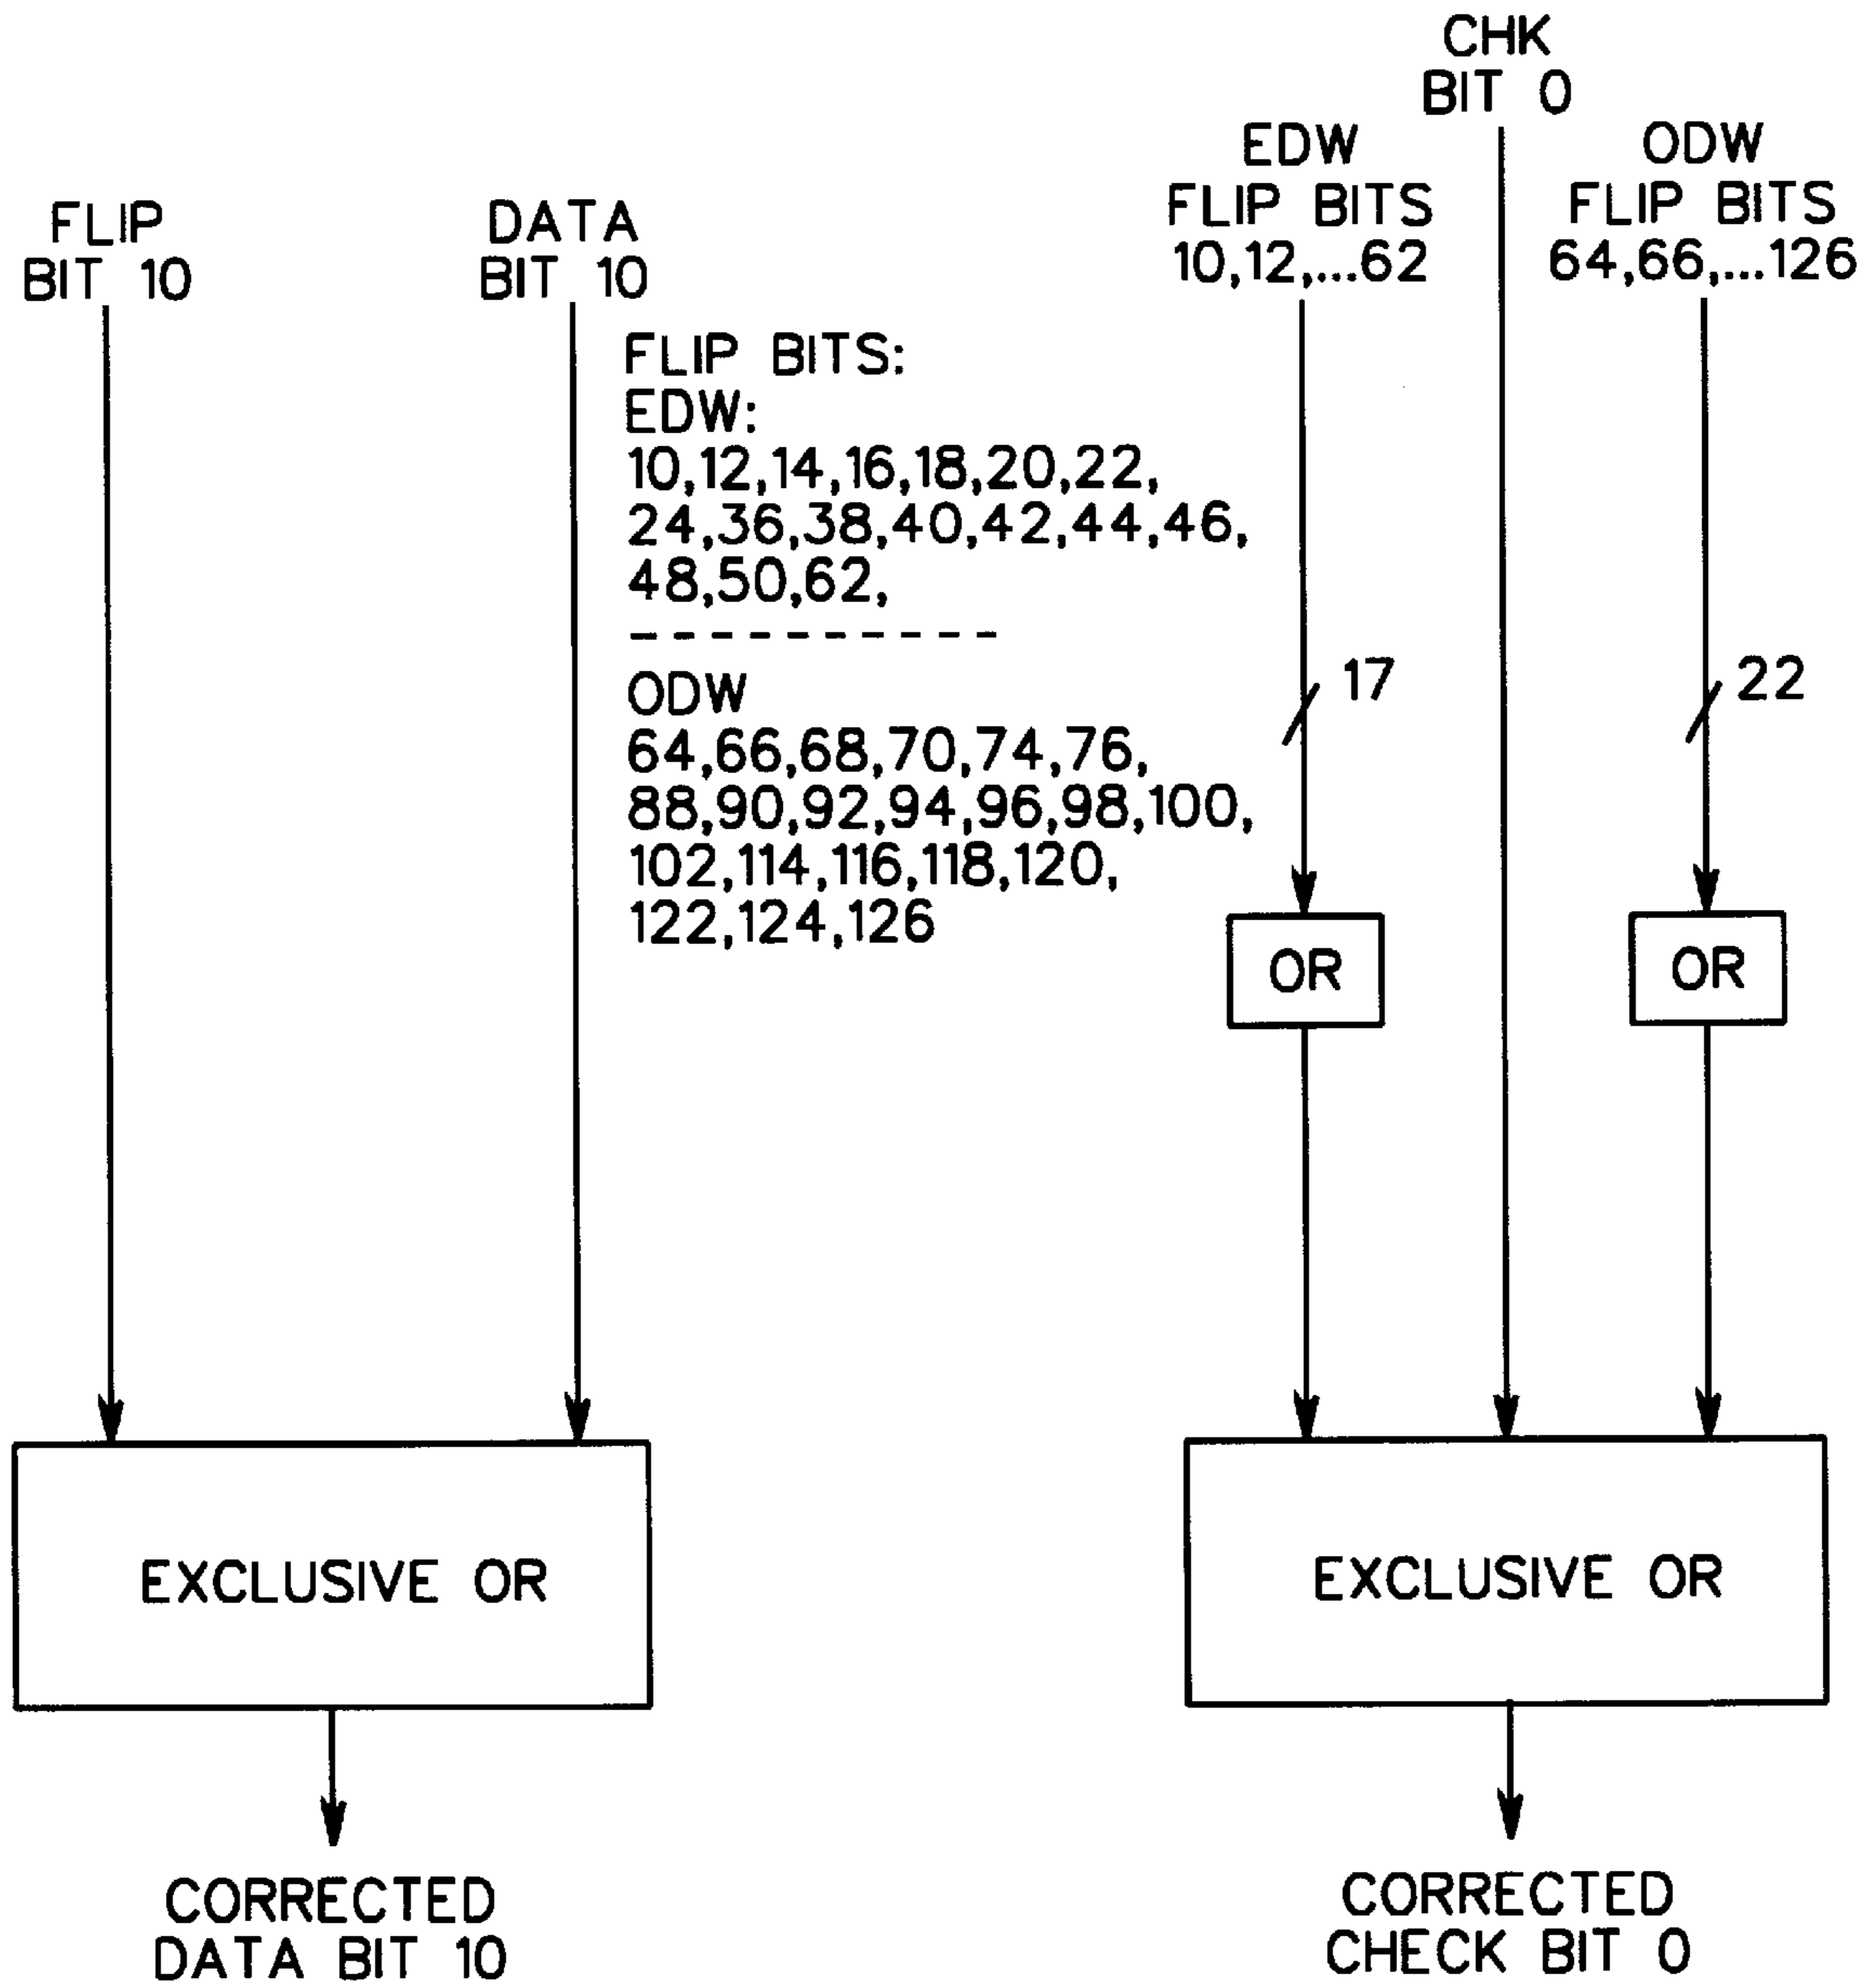 FLIP
BIT 10
DATA
BIT 10
FLIP BITS:
EDW:
10,12,14,16,18,20,22,
24,36,38,40,42,44,46,
48,50,62,
- - - - - - - - - -
ODW
64,66,68,70,74,76,
88,90,92,94,96,98,100,
102,114,116,118,120,
122,124,126
EDW
FLIP BITS
10,12,...62
CHK
BIT 0
ODW
FLIP BITS
64,66,...126
17
22
OR
OR
EXCLUSIVE OR
EXCLUSIVE OR
CORRECTED
DATA BIT 10
CORRECTED
CHECK BIT 0